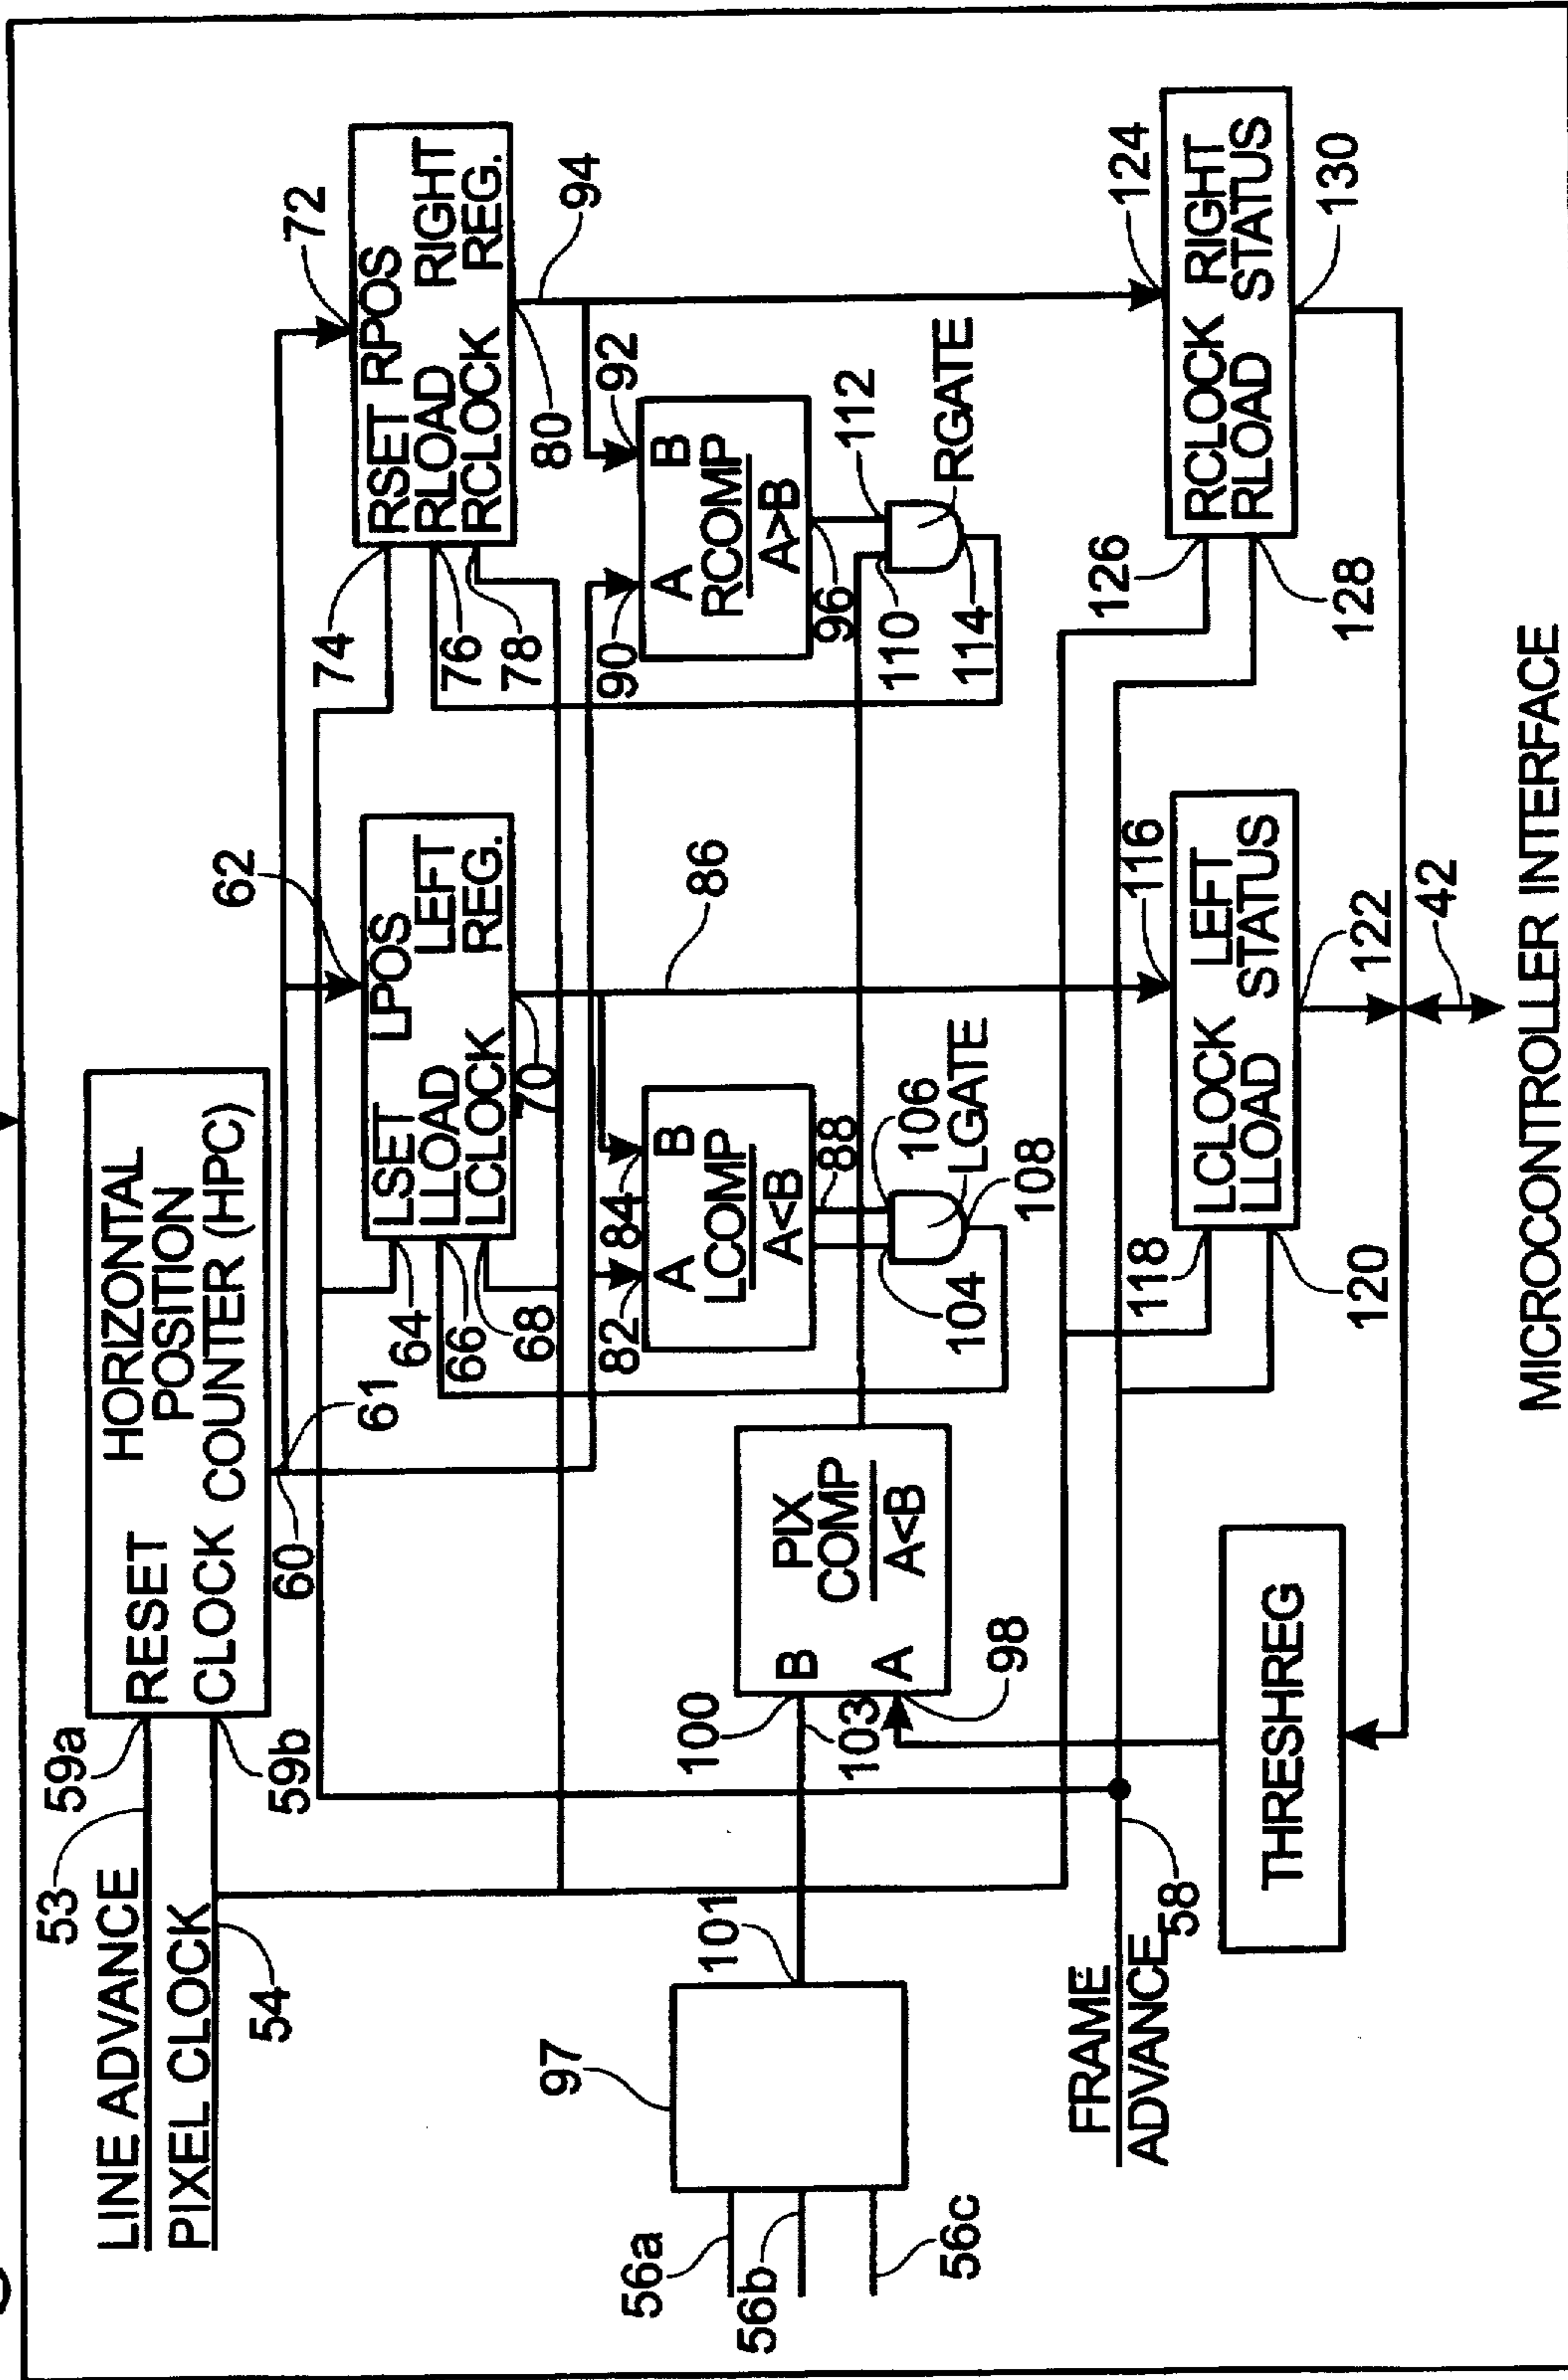 LINE ADVANCE
53
59a
RESET
HORIZONTAL
POSITION
COUNTER (HPC)
PIXEL CLOCK
54
59b
CLOCK
60
61
62
LSET
LPOS
LLOAD
LEFT
LCLOCK
REG.
64
66
68
70
72
RSET
RPOS
RLOAD
RIGHT
RCLOCK
REG.
74
76
78
80
82
84
A
B
LCOMP
A<B
86
88
90
92
A
B
RCOMP
A>B
94
96
97
56a
56b
56c
101
100
103
B
A
PIX
COMP
A<B
98
104
106
LGATE
108
110
112
RGATE
114
FRAME
ADVANCE
58
THRESHREG
116
LCLOCK
LEFT
LLOAD
STATUS
118
120
122
124
RCLOCK
RIGHT
RLOAD
STATUS
126
128
130
42
MICROCONTROLLER INTERFACE